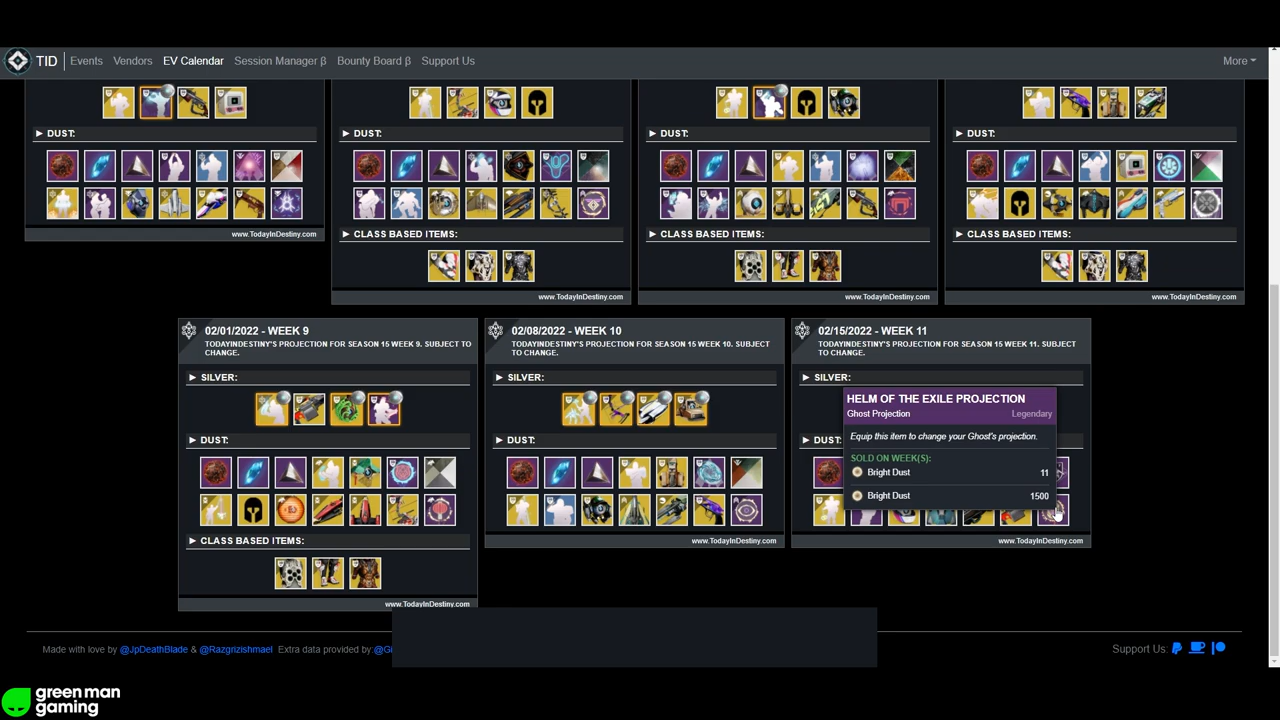 TID
Events
Vendors
EV Calendar
Session Manager β
Bounty Board β
Support Us
More
DUST:
DUST:
DUST:
DUST:
www.TodayInDestiny.com
CLASS BASED ITEMS:
CLASS BASED ITEMS:
CLASS BASED ITEMS:
www.TodayInDestiny.com
www.TodayInDestiny.com
www.TodayInDestiny.com
02/01/2022 - WEEK 9
TODAYINDESTINY'S PROJECTION FOR SEASON 15 WEEK 9. SUBJECT TO
CHANGE.
SILVER:
DUST:
CLASS BASED ITEMS:
www.TodayInDestiny.com
02/08/2022 - WEEK 10
TODAYINDESTINY'S PROJECTION FOR SEASON 15 WEEK 10. SUBJECT
TO CHANGE.
SILVER:
DUST:
www.TodayInDestiny.com
02/15/2022 - WEEK 11
TODAYINDESTINY'S PROJECTION FOR SEASON 15 WEEK 11. SUBJECT
TO CHANGE.
SILVER:
DUST:
HELM OF THE EXILE PROJECTION
Ghost Projection Legendary
Equip this item to change your Ghost's projection.
SOLD ON WEEK(S):
Bright Dust 11
Bright Dust 1500
www.TodayInDestiny.com
Made with love by @JpDeathBlade & @Razgrizishmael Extra data provided by @Gi
Support Us:
green man
gaming